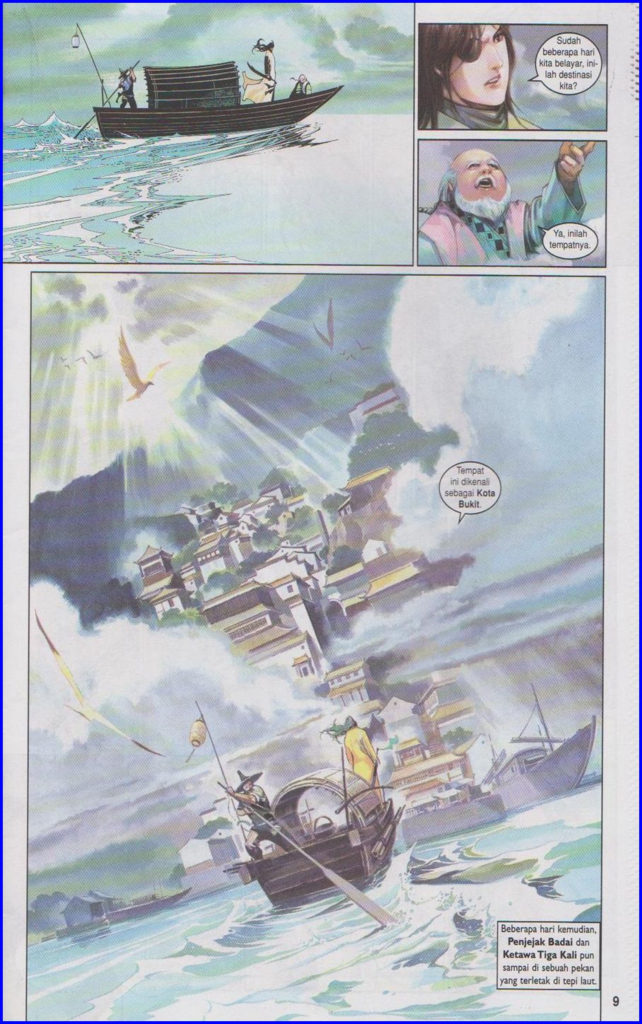 Sudah
beberapa hari
kita belayar, ini-
lah destinasi
kita?
Ya, inilah
tempatnya.
Tempat
ini dikenali
sebagai Kota
Bukit.
Beberapa hari kemudian,
Penjejak Badai dan
Ketawa Tiga Kali pun
sampai di sebuah pekan
yang terletak di tepi laut.
9